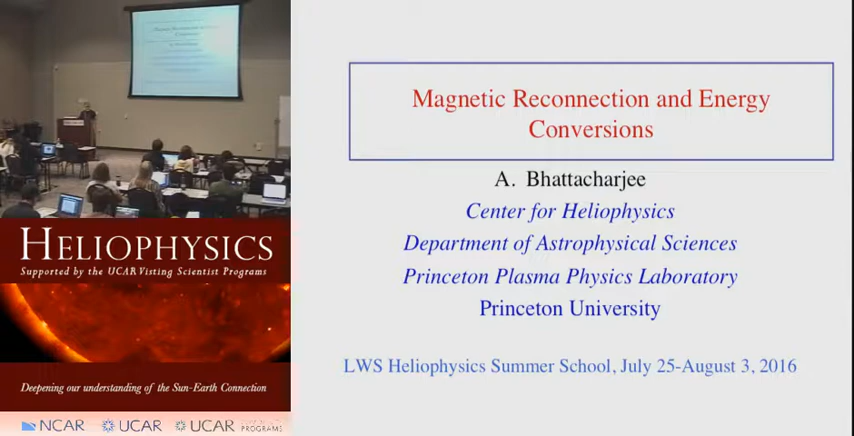 HELIOPHYSICS
Supported by the UCAR Visting Scientist Programs
Deepening our understanding of the Sun-Earth Connection
NCAR UCAR UCAR PROGRAMS
Magnetic Reconnection and Energy
Conversions
A. Bhattacharjee
Center for Heliophysics
Department of Astrophysical Sciences
Princeton Plasma Physics Laboratory
Princeton University
LWS Heliophysics Summer School, July 25-August 3, 2016